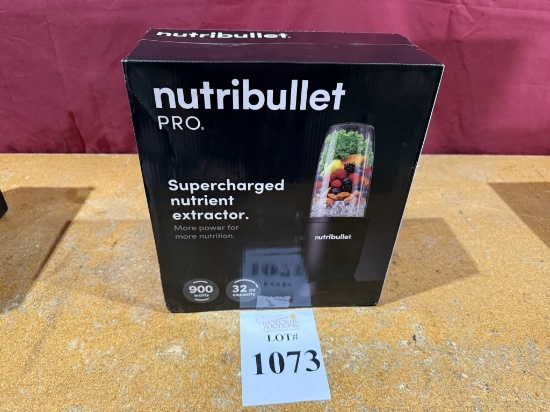 nutribullet.
nutribullet
PRO.
Supercharged
nutrient
extractor.
More power for
more nutrition.
nutribullet.
900
watts
32 oz
capacity
LOT#
1073